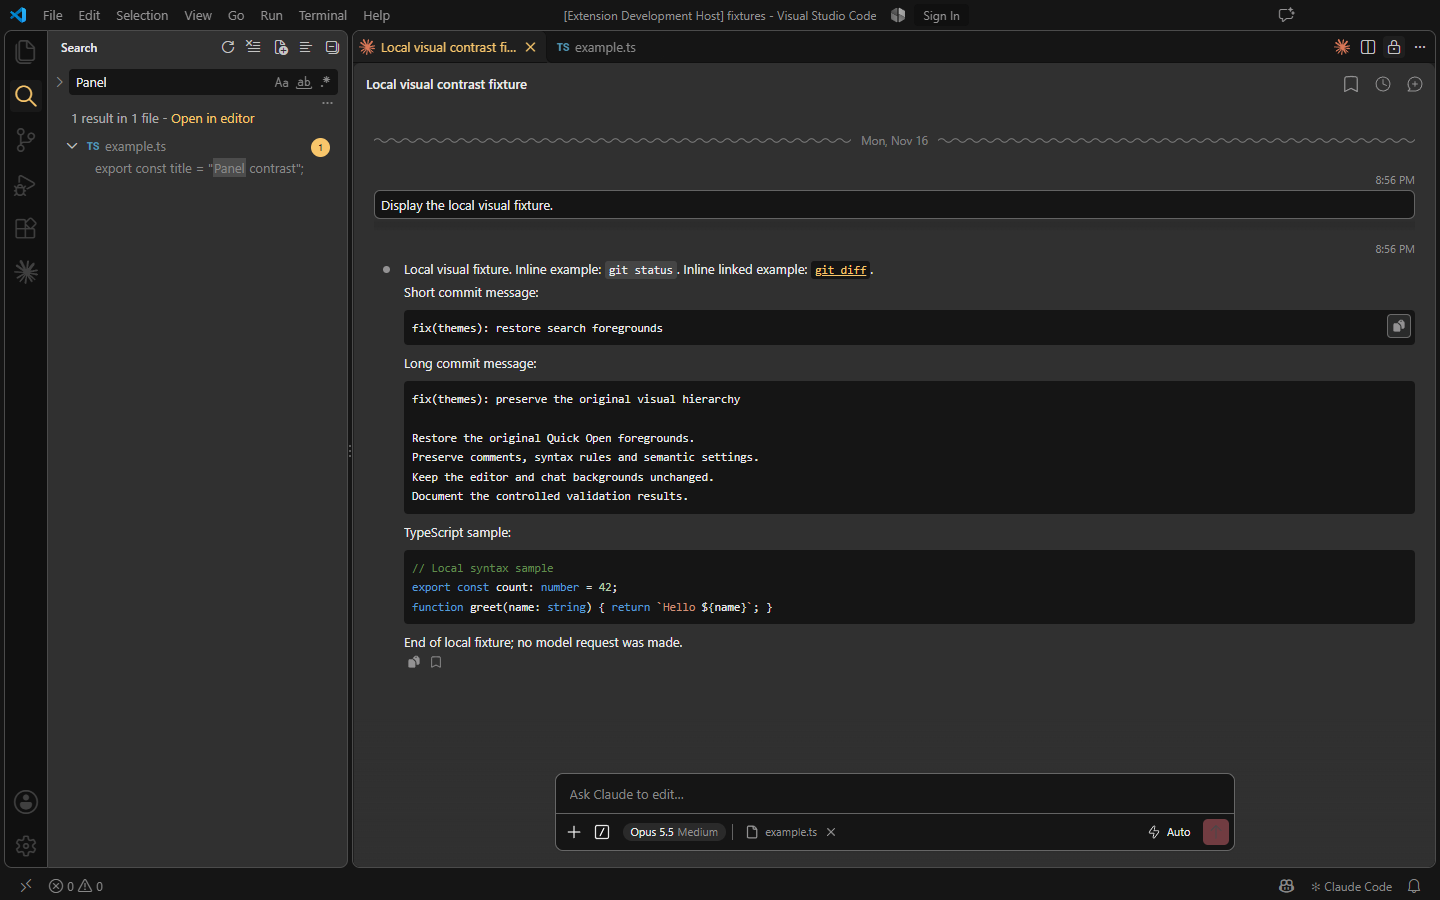 File Edit Selection View Go Run Terminal Help
[Extension Development Host] fixtures - Visual Studio Code
Sign In
Search
Panel
Aa ab .*
1 result in 1 file - Open in editor
TS example.ts
1
export const title = "Panel contrast";
Local visual contrast fi...
TS example.ts
Local visual contrast fixture
Mon, Nov 16
8:56 PM
Display the local visual fixture.
8:56 PM
Local visual fixture. Inline example: git status. Inline linked example: git diff.
Short commit message:
fix(themes): restore search foregrounds
Long commit message:
fix(themes): preserve the original visual hierarchy
Restore the original Quick Open foregrounds.
Preserve comments, syntax rules and semantic settings.
Keep the editor and chat backgrounds unchanged.
Document the controlled validation results.
TypeScript sample:
// Local syntax sample
export const count: number = 42;
function greet(name: string) { return `Hello ${name}`; }
End of local fixture; no model request was made.
Ask Claude to edit...
Opus 5.5 Medium
example.ts
Auto
0 0
Claude Code